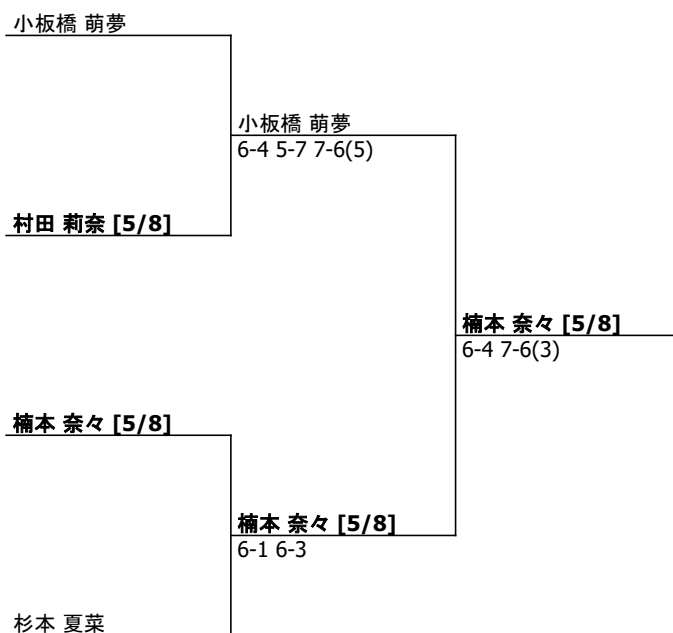 小板橋 萌夢
小板橋 萌夢
6-4 5-7 7-6(5)
村田 莉奈 [5/8]
楠本 奈々 [5/8]
6-4 7-6(3)
楠本 奈々 [5/8]
楠本 奈々 [5/8]
6-1 6-3
杉本 夏菜